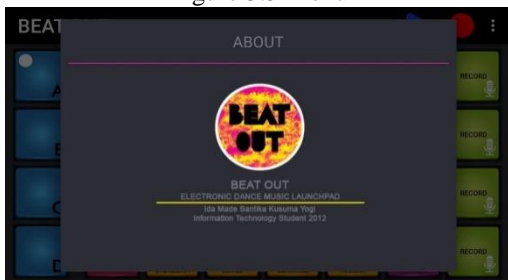 BEAT
ABOUT
BEAT
OUT
BEAT OUT
ELECTRONIC DANCE MUSIC LAUNCHPAD
Ida Made Santika Kusuma Yogi
Information Technology Student 2012
RECORD
RECORD
RECORD
RECORD